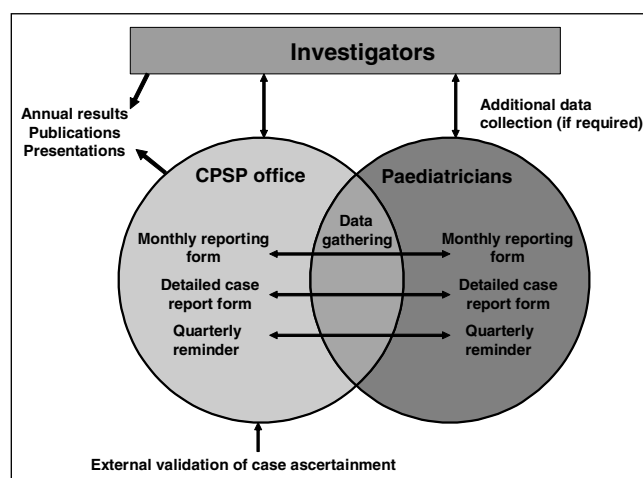 Investigators
Annual results
Publications
Presentations
Additional data
collection (if required)
CPSP office
Paediatricians
Data
gathering
Monthly reporting
form
Monthly reporting
form
Detailed case
report form
Detailed case
report form
Quarterly
reminder
Quarterly
reminder
External validation of case ascertainment